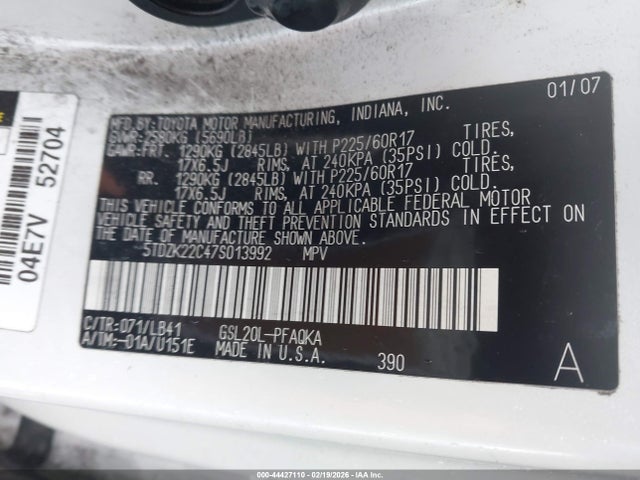 01/07
MFD.BY:TOYOTA MOTOR MANUFACTURING, INDIANA, INC.
GVWR:2580KG (5690LB)
GAWR:FRT. 1290KG (2845LB) WITH P225/60R17 TIRES,
17X6.5J RIMS, AT 240KPA (35PSI) COLD.
RR. 1290KG (2845LB) WITH P225/60R17 TIRES,
17X6.5J RIMS, AT 240KPA (35PSI) COLD.
THIS VEHICLE CONFORMS TO ALL APPLICABLE FEDERAL MOTOR
VEHICLE SAFETY AND THEFT PREVENTION STANDARDS IN EFFECT ON
THE DATE OF MANUFACTURE SHOWN ABOVE.
5TDZK22C47S013992 MPV
C/TR:071/LB41 GSL20L-PFAQKA
A/TM:-01A/U151E MADE IN U.S.A. 390
A
04E7V 52704
000-44427110 - 02/19/2026 - IAA Inc.